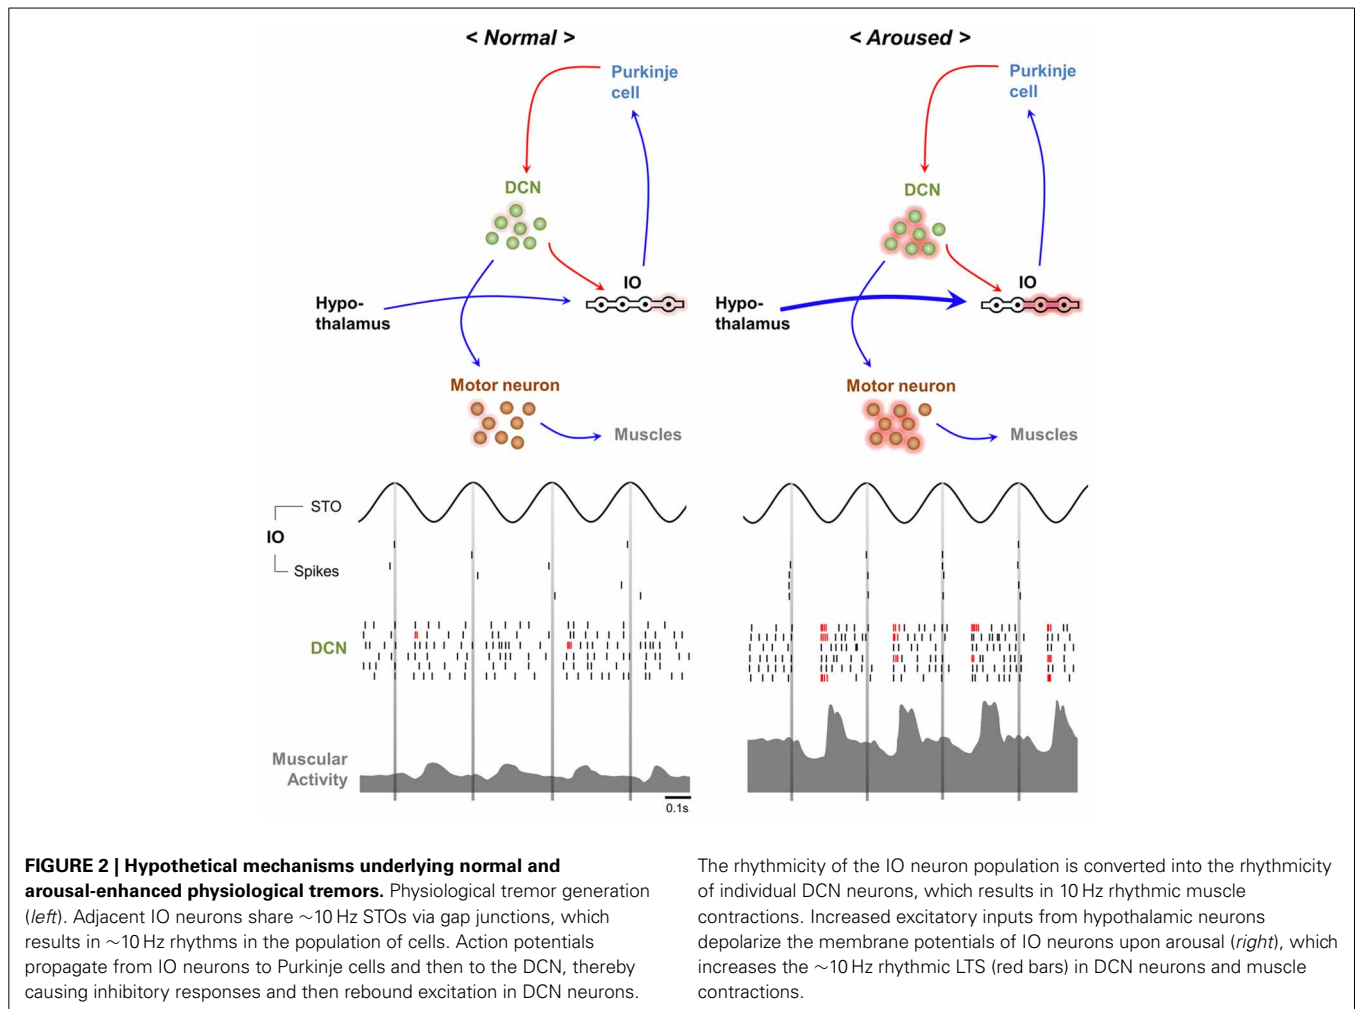 < Normal >
Purkinje
cell
DCN
IO
Hypo-
thalamus
Motor neuron
Muscles
< Aroused >
Purkinje
cell
DCN
IO
Hypo-
thalamus
Motor neuron
Muscles
STO
IO
Spikes
DCN
Muscular
Activity
0.1s
FIGURE 2 | Hypothetical mechanisms underlying normal and
arousal-enhanced physiological tremors. Physiological tremor generation
(left). Adjacent IO neurons share ∼10 Hz STOs via gap junctions, which
results in ∼10 Hz rhythms in the population of cells. Action potentials
propagate from IO neurons to Purkinje cells and then to the DCN, thereby
causing inhibitory responses and then rebound excitation in DCN neurons.
The rhythmicity of the IO neuron population is converted into the rhythmicity
of individual DCN neurons, which results in 10 Hz rhythmic muscle
contractions. Increased excitatory inputs from hypothalamic neurons
depolarize the membrane potentials of IO neurons upon arousal (right), which
increases the ∼10 Hz rhythmic LTS (red bars) in DCN neurons and muscle
contractions.